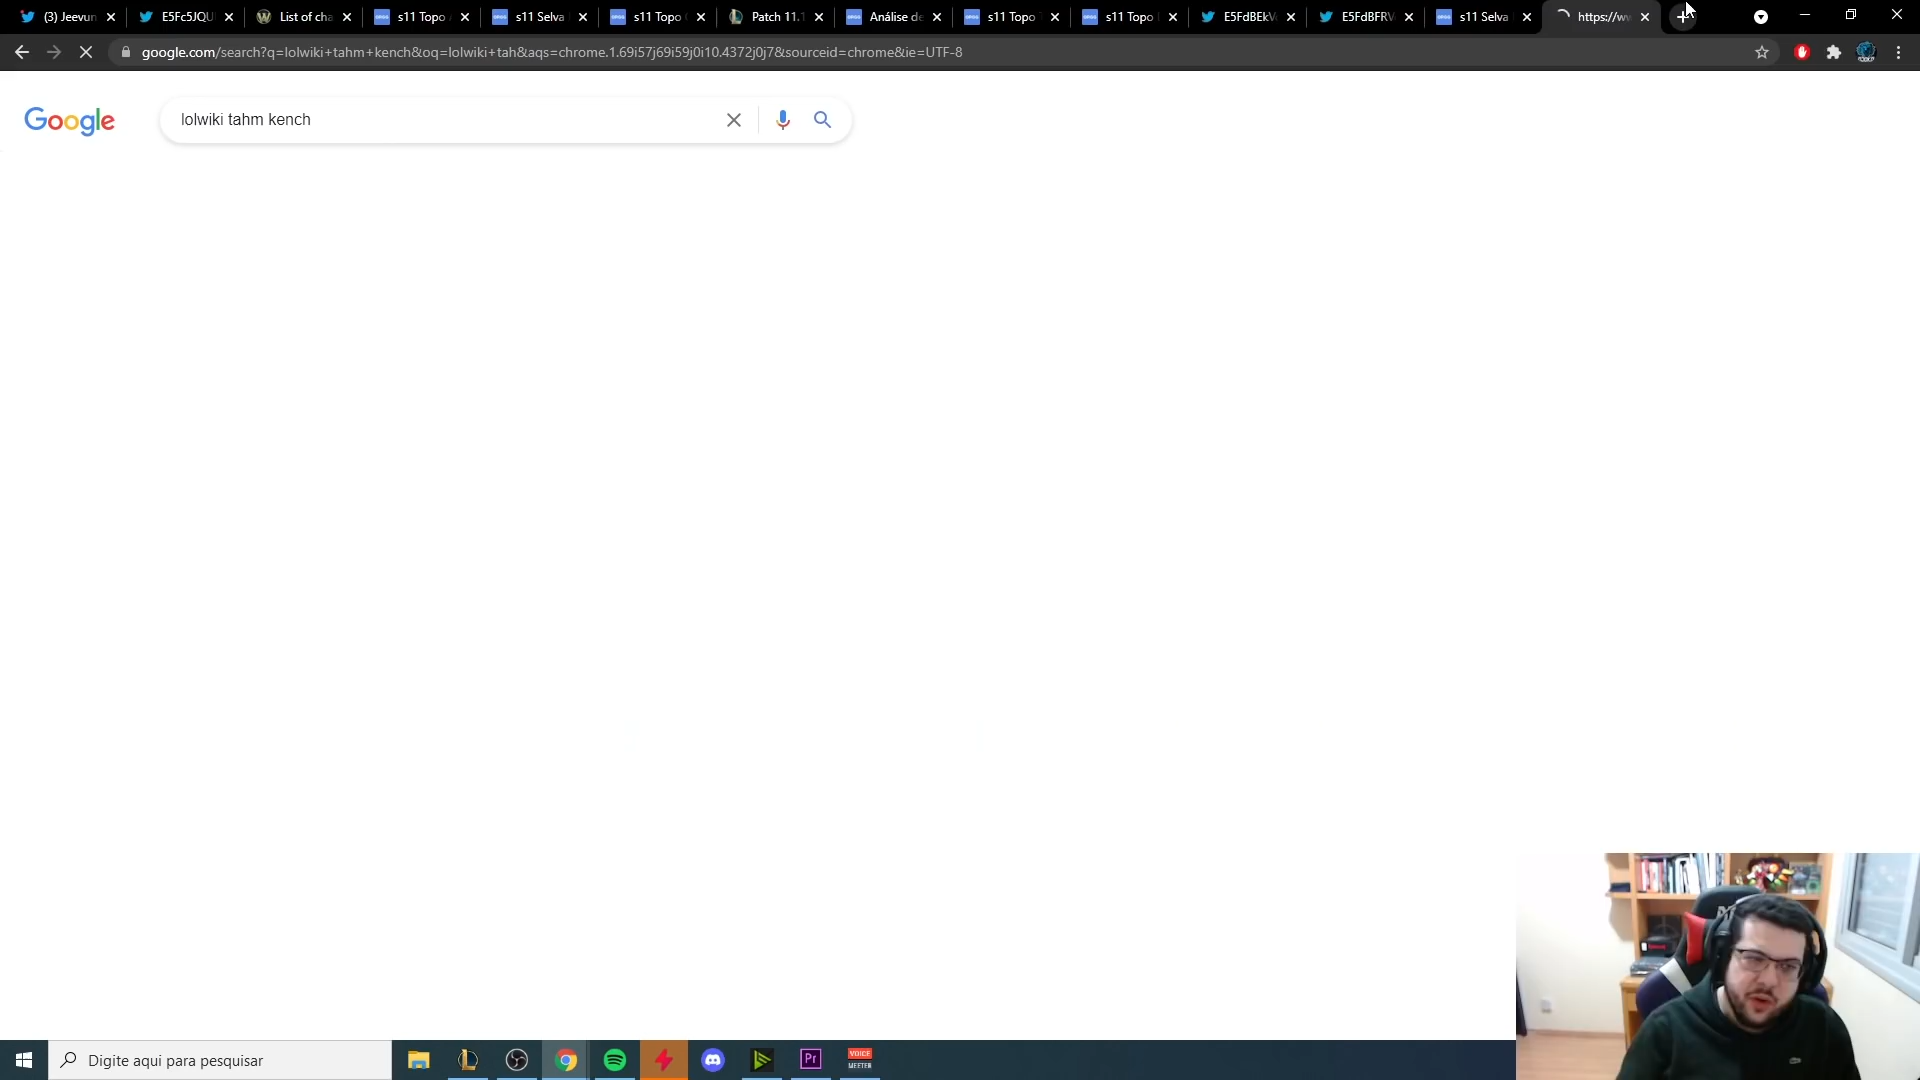 (3) Jeevun
E5Fc5JQU
List of cha
s11 Topo
s11 Selva
s11 Topo
Patch 11.1
Análise de
s11 Topo
s11 Topo
E5FdBEkV
E5FdBFRV
s11 Selva
https://ww
google.com/search?q=lolwiki+tahm+kench&oq=lolwiki+tah&aqs=chrome.1.69i57j69i59j0i10.4372j0j7&sourceid=chrome&ie=UTF-8
Google
lolwiki tahm kench
Digite aqui para pesquisar
Pr
VOICE
MEETER